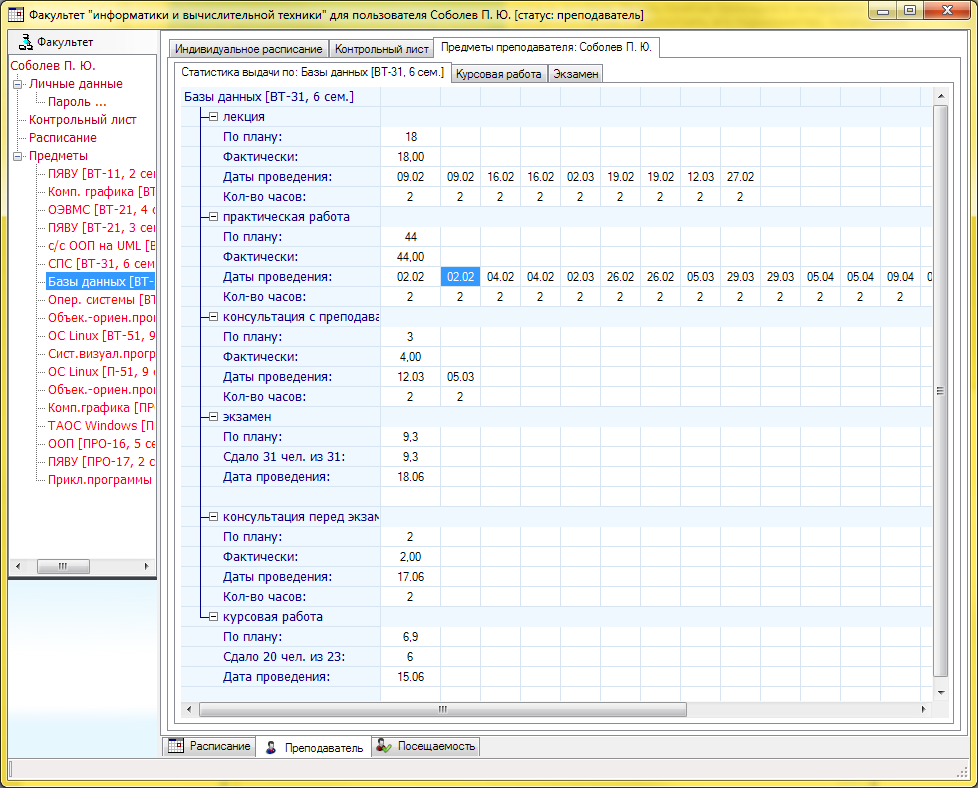 Факультет "информатики и вычислительной техники" для пользователя Соболев П. Ю. [статус: преподаватель]
Факультет
Соболев П. Ю.
Личные данные
Пароль ...
Контрольный лист
Расписание
Предметы
ПЯВУ [ВТ-11, 2 сем
Комп. графика [ВТ
ОЭВМС [ВТ-21, 4 с
ПЯВУ [ВТ-21, 3 сем
с/с ООП на UML [В
СПС [ВТ-31, 6 сем
Базы данных [ВТ-
Опер. системы [ВТ
Объек.-ориен.про
ОС Linux [ВТ-51, 9
Сист.визуал.прогр
ОС Linux [П-51, 9 с
Объек.-ориен.про
Комп.графика [ПР
ТАОС Windows [П
ООП [ПРО-16, 5 се
ПЯВУ [ПРО-17, 2 с
Прикл.программы
Индивидуальное расписание Контрольный лист Предметы преподавателя: Соболев П. Ю.
Статистика выдачи по: Базы данных [ВТ-31, 6 сем.] Курсовая работа Экзамен
Базы данных [ВТ-31, 6 сем.]
лекция
По плану: 18
Фактически: 18,00
Даты проведения: 09.02 09.02 16.02 16.02 02.03 19.02 19.02 12.03 27.02
Кол-во часов: 2 2 2 2 2 2 2 2 2
практическая работа
По плану: 44
Фактически: 44,00
Даты проведения: 02.02 02.02 04.02 04.02 02.03 26.02 26.02 05.03 29.03 29.03 05.04 05.04 09.04 0
Кол-во часов: 2 2 2 2 2 2 2 2 2 2 2 2 2
консультация с преподава
По плану: 3
Фактически: 4,00
Даты проведения: 12.03 05.03
Кол-во часов: 2 2
экзамен
По плану: 9,3
Сдало 31 чел. из 31: 9,3
Дата проведения: 18.06
консультация перед экзам
По плану: 2
Фактически: 2,00
Даты проведения: 17.06
Кол-во часов: 2
курсовая работа
По плану: 6,9
Сдало 20 чел. из 23: 6
Дата проведения: 15.06
Расписание Преподаватель Посещаемость